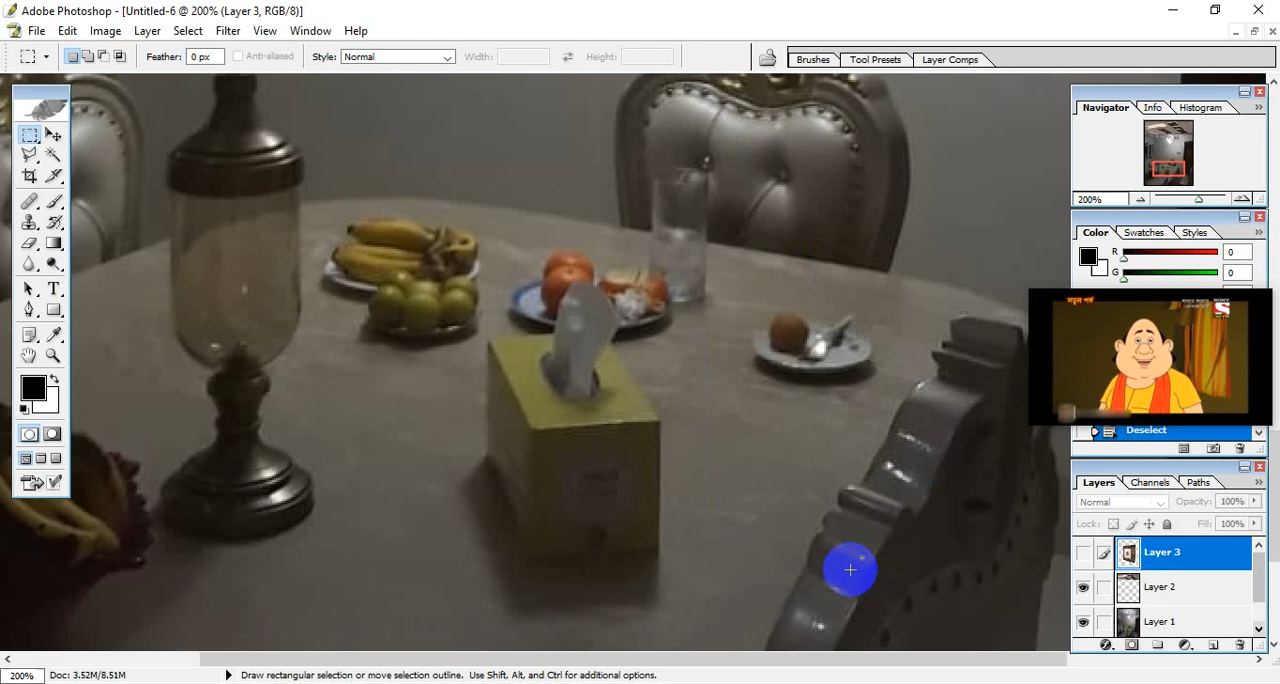 Adobe Photoshop - [Untitled-6 @ 200% (Layer 3, RGB/8)]
File Edit Image Layer Select Filter View Window Help
Feather: 0 px Anti-aliased Style: Normal Width: Height: Brushes Tool Presets Layer Comps
Navigator Info Histogram
200%
Color Swatches Styles
R 0
G 0
নতুন পর্ব
SONY
Deselect
Layers Channels Paths
Normal Opacity: 100%
Lock: Fill: 100%
Layer 3
Layer 2
Layer 1
200% Doc: 3.52M/8.51M Draw rectangular selection or move selection outline. Use Shift, Alt, and Ctrl for additional options.